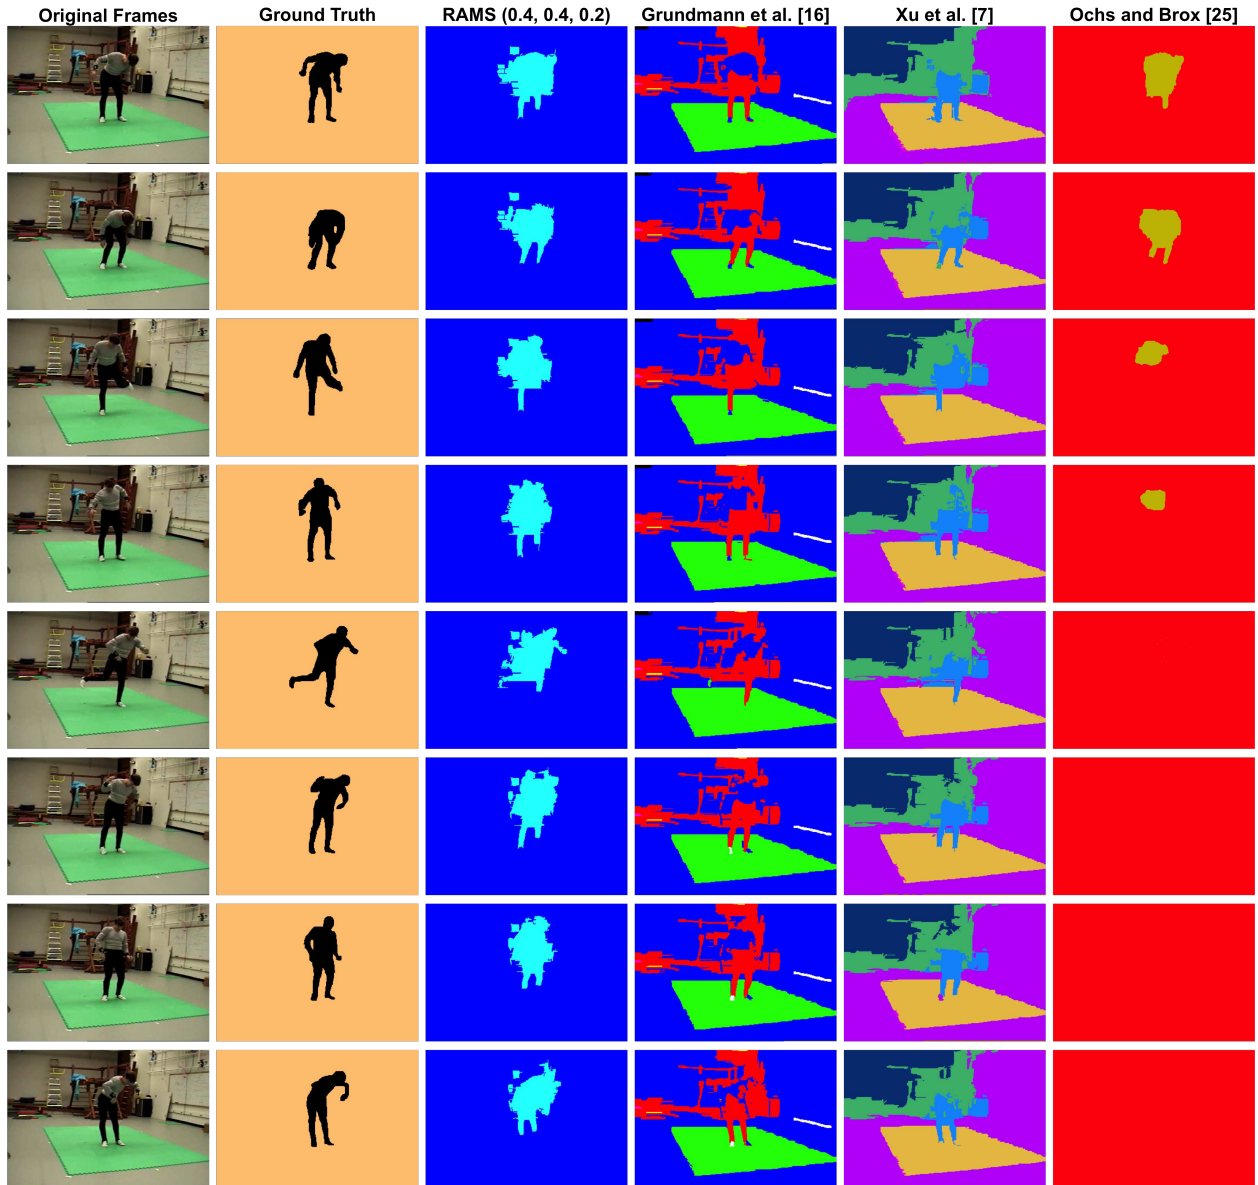 Original Frames Ground Truth RAMS (0.4, 0.4, 0.2) Grundmann et al. [16] Xu et al. [7] Ochs and Brox [25]